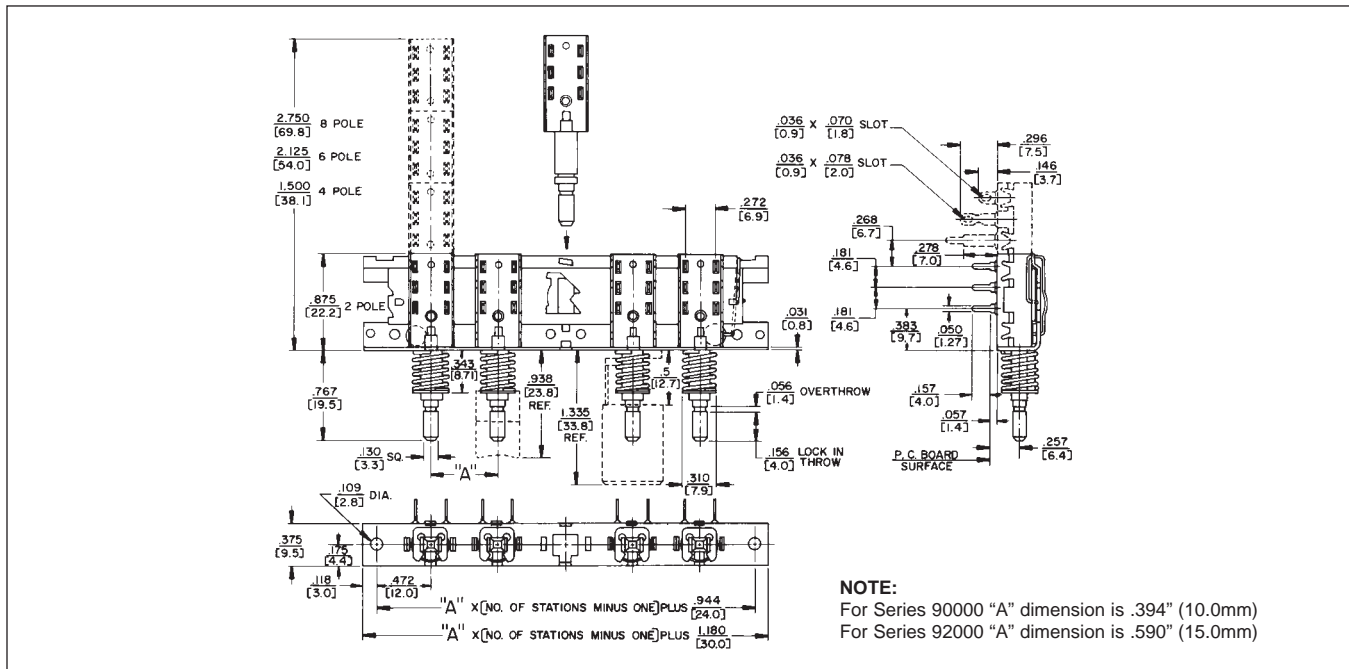 2.750
[69.8] 8 POLE
2.125
[54.0] 6 POLE
1.500
[38.1] 4 POLE
.875
[22.2] 2 POLE
.767
[19.5]
.343
[8.71]
.938
[23.8]
REF.
1.335
[33.8]
REF.
.5
[12.7]
.272
[6.9]
.031
[0.8]
.056
[1.4] OVERTHROW
.156
[4.0] LOCK IN
THROW
.310
[7.9]
.130
[3.3] SQ.
"A"
.036
[0.9] X .070
[1.8] SLOT
.036
[0.9] X .078
[2.0] SLOT
.296
[7.5]
.146
[3.7]
.268
[6.7]
.278
[7.0]
.181
[4.6]
.181
[4.6]
.383
[9.7]
.050
[1.27]
.157
[4.0]
.057
[1.4]
P.C. BOARD
SURFACE
.257
[6.4]
.109
[2.8] DIA.
.375
[9.5]
.175
[4.4]
.118
[3.0]
.472
[12.0]
"A" X [NO. OF STATIONS MINUS ONE] PLUS .944
[24.0]
"A" X [NO. OF STATIONS MINUS ONE] PLUS 1.180
[30.0]
NOTE:
For Series 90000 “A” dimension is .394” (10.0mm)
For Series 92000 “A” dimension is .590” (15.0mm)